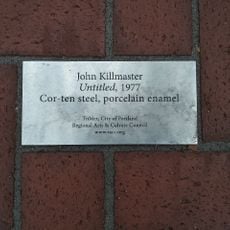 John Killmaster
Untitled, 1977
Cor-ten steel, porcelain enamel
TriMet, City of Portland
Regional Arts & Culture Council
www.racc.org